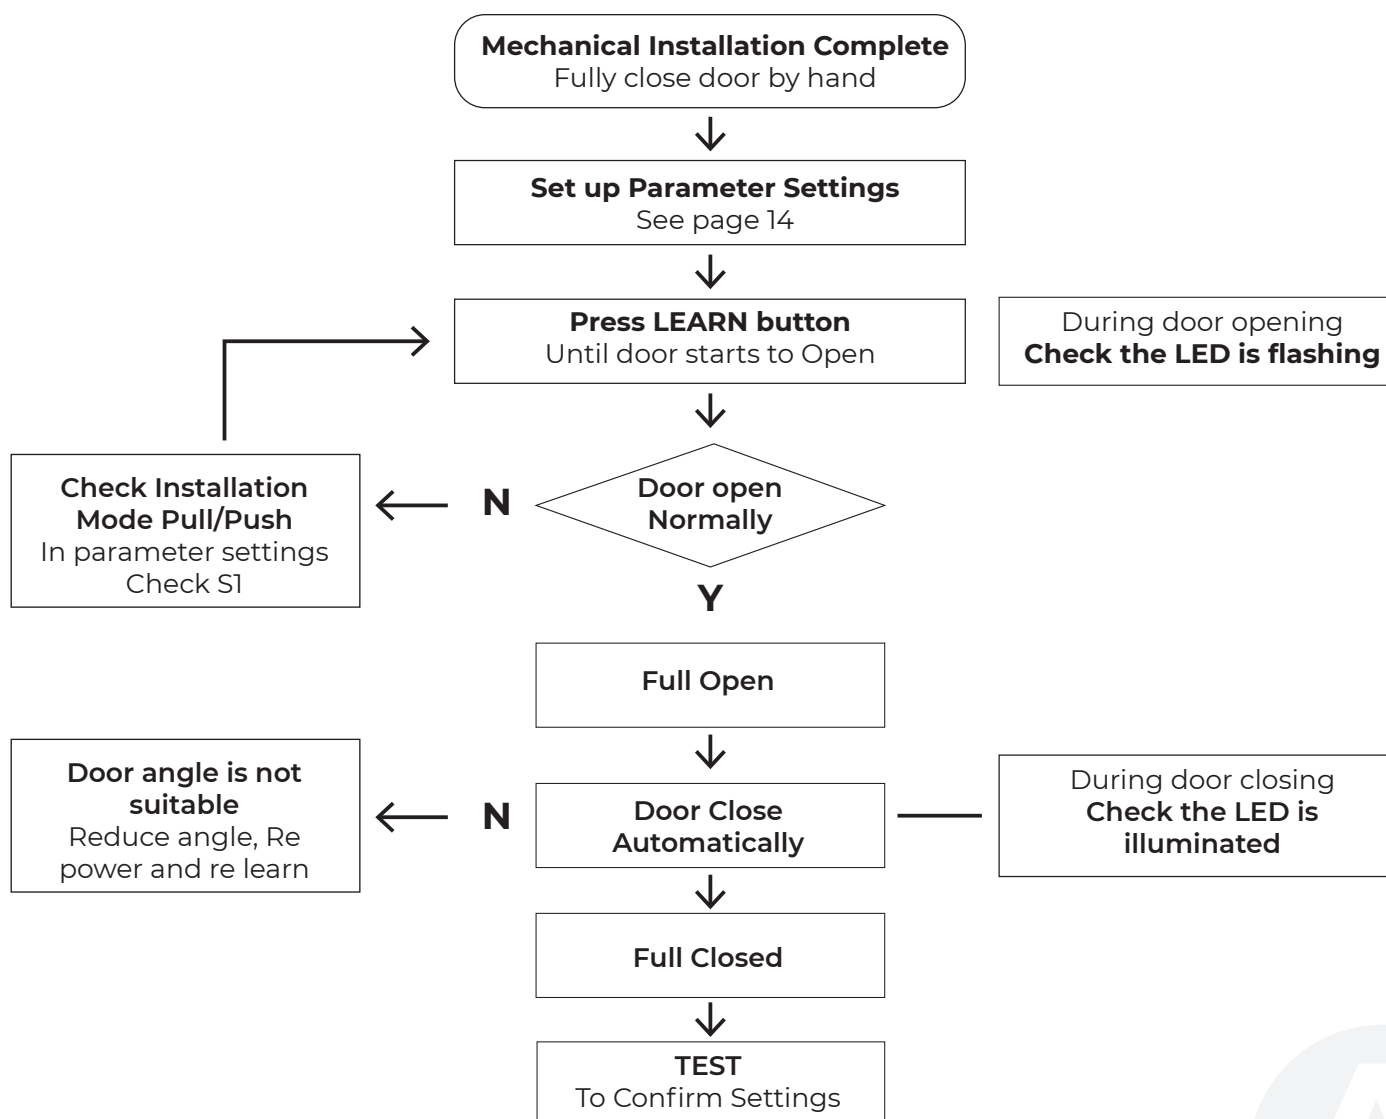 Mechanical Installation Complete
Fully close door by hand
Set up Parameter Settings
See page 14
Press LEARN button
Until door starts to Open
During door opening
Check the LED is flashing
Check Installation
Mode Pull/Push
In parameter settings
Check S1
N
Door open
Normally
Y
Full Open
Door angle is not
suitable
Reduce angle, Re
power and re learn
N
Door Close
Automatically
During door closing
Check the LED is
illuminated
Full Closed
TEST
To Confirm Settings